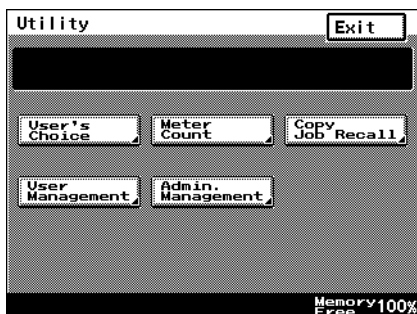 Utility
Exit
User's
Choice
Meter
Count
Copy
Job Recall
User
Management
Admin.
Management
Memory
Free
100%